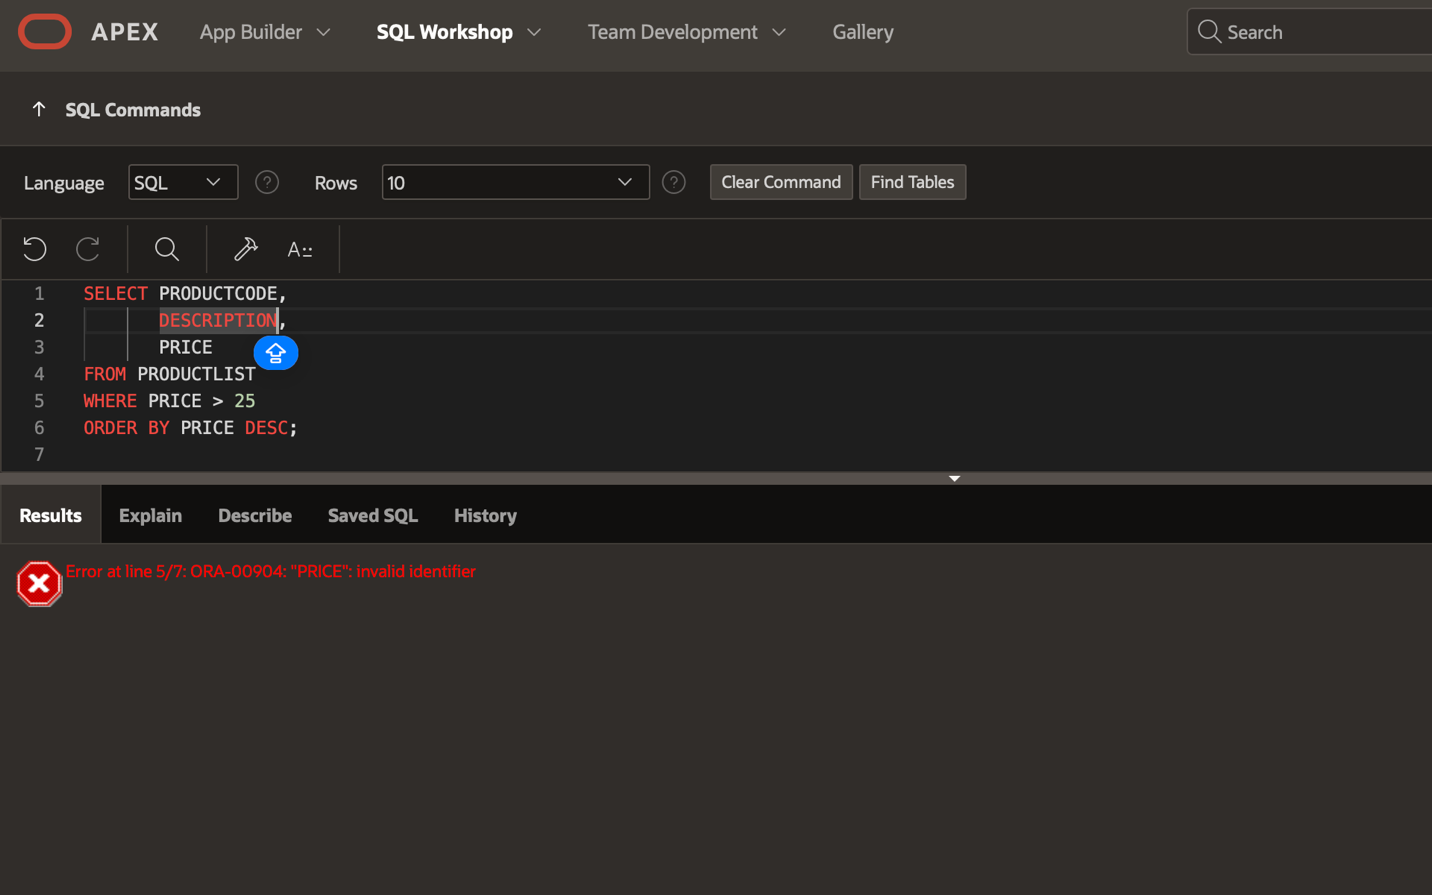 APEX App Builder SQL Workshop Team Development Gallery Search
SQL Commands
Language SQL ? Rows 10 ? Clear Command Find Tables
A::
1 SELECT PRODUCTCODE,
2 DESCRIPTION,
3 PRICE
4 FROM PRODUCTLIST
5 WHERE PRICE > 25
6 ORDER BY PRICE DESC;
7
Results Explain Describe Saved SQL History
Error at line 5/7: ORA-00904: "PRICE": invalid identifier